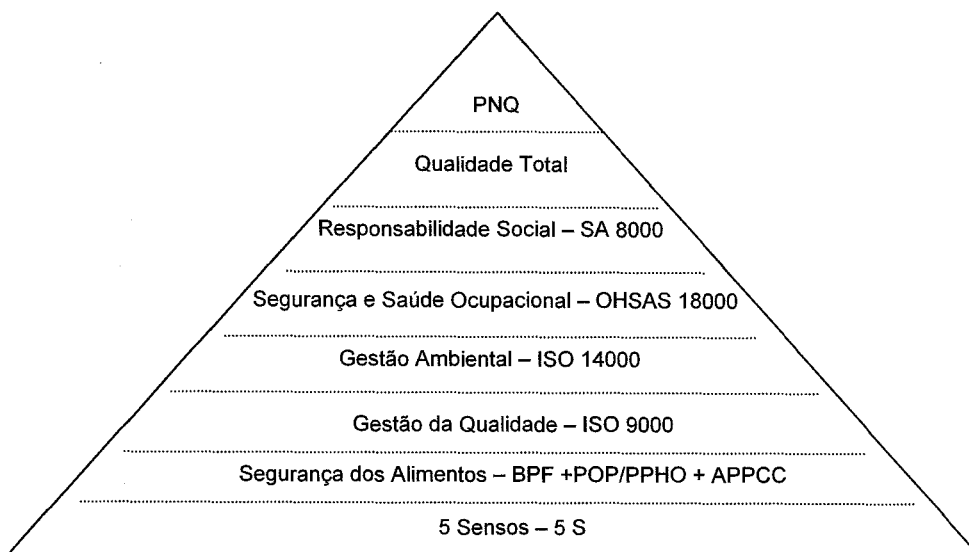 PNQ
Qualidade Total
Responsabilidade Social – SA 8000
Segurança e Saúde Ocupacional – OHSAS 18000
Gestão Ambiental – ISO 14000
Gestão da Qualidade – ISO 9000
Segurança dos Alimentos – BPF +POP/PPHO + APPCC
5 Sensos – 5 S